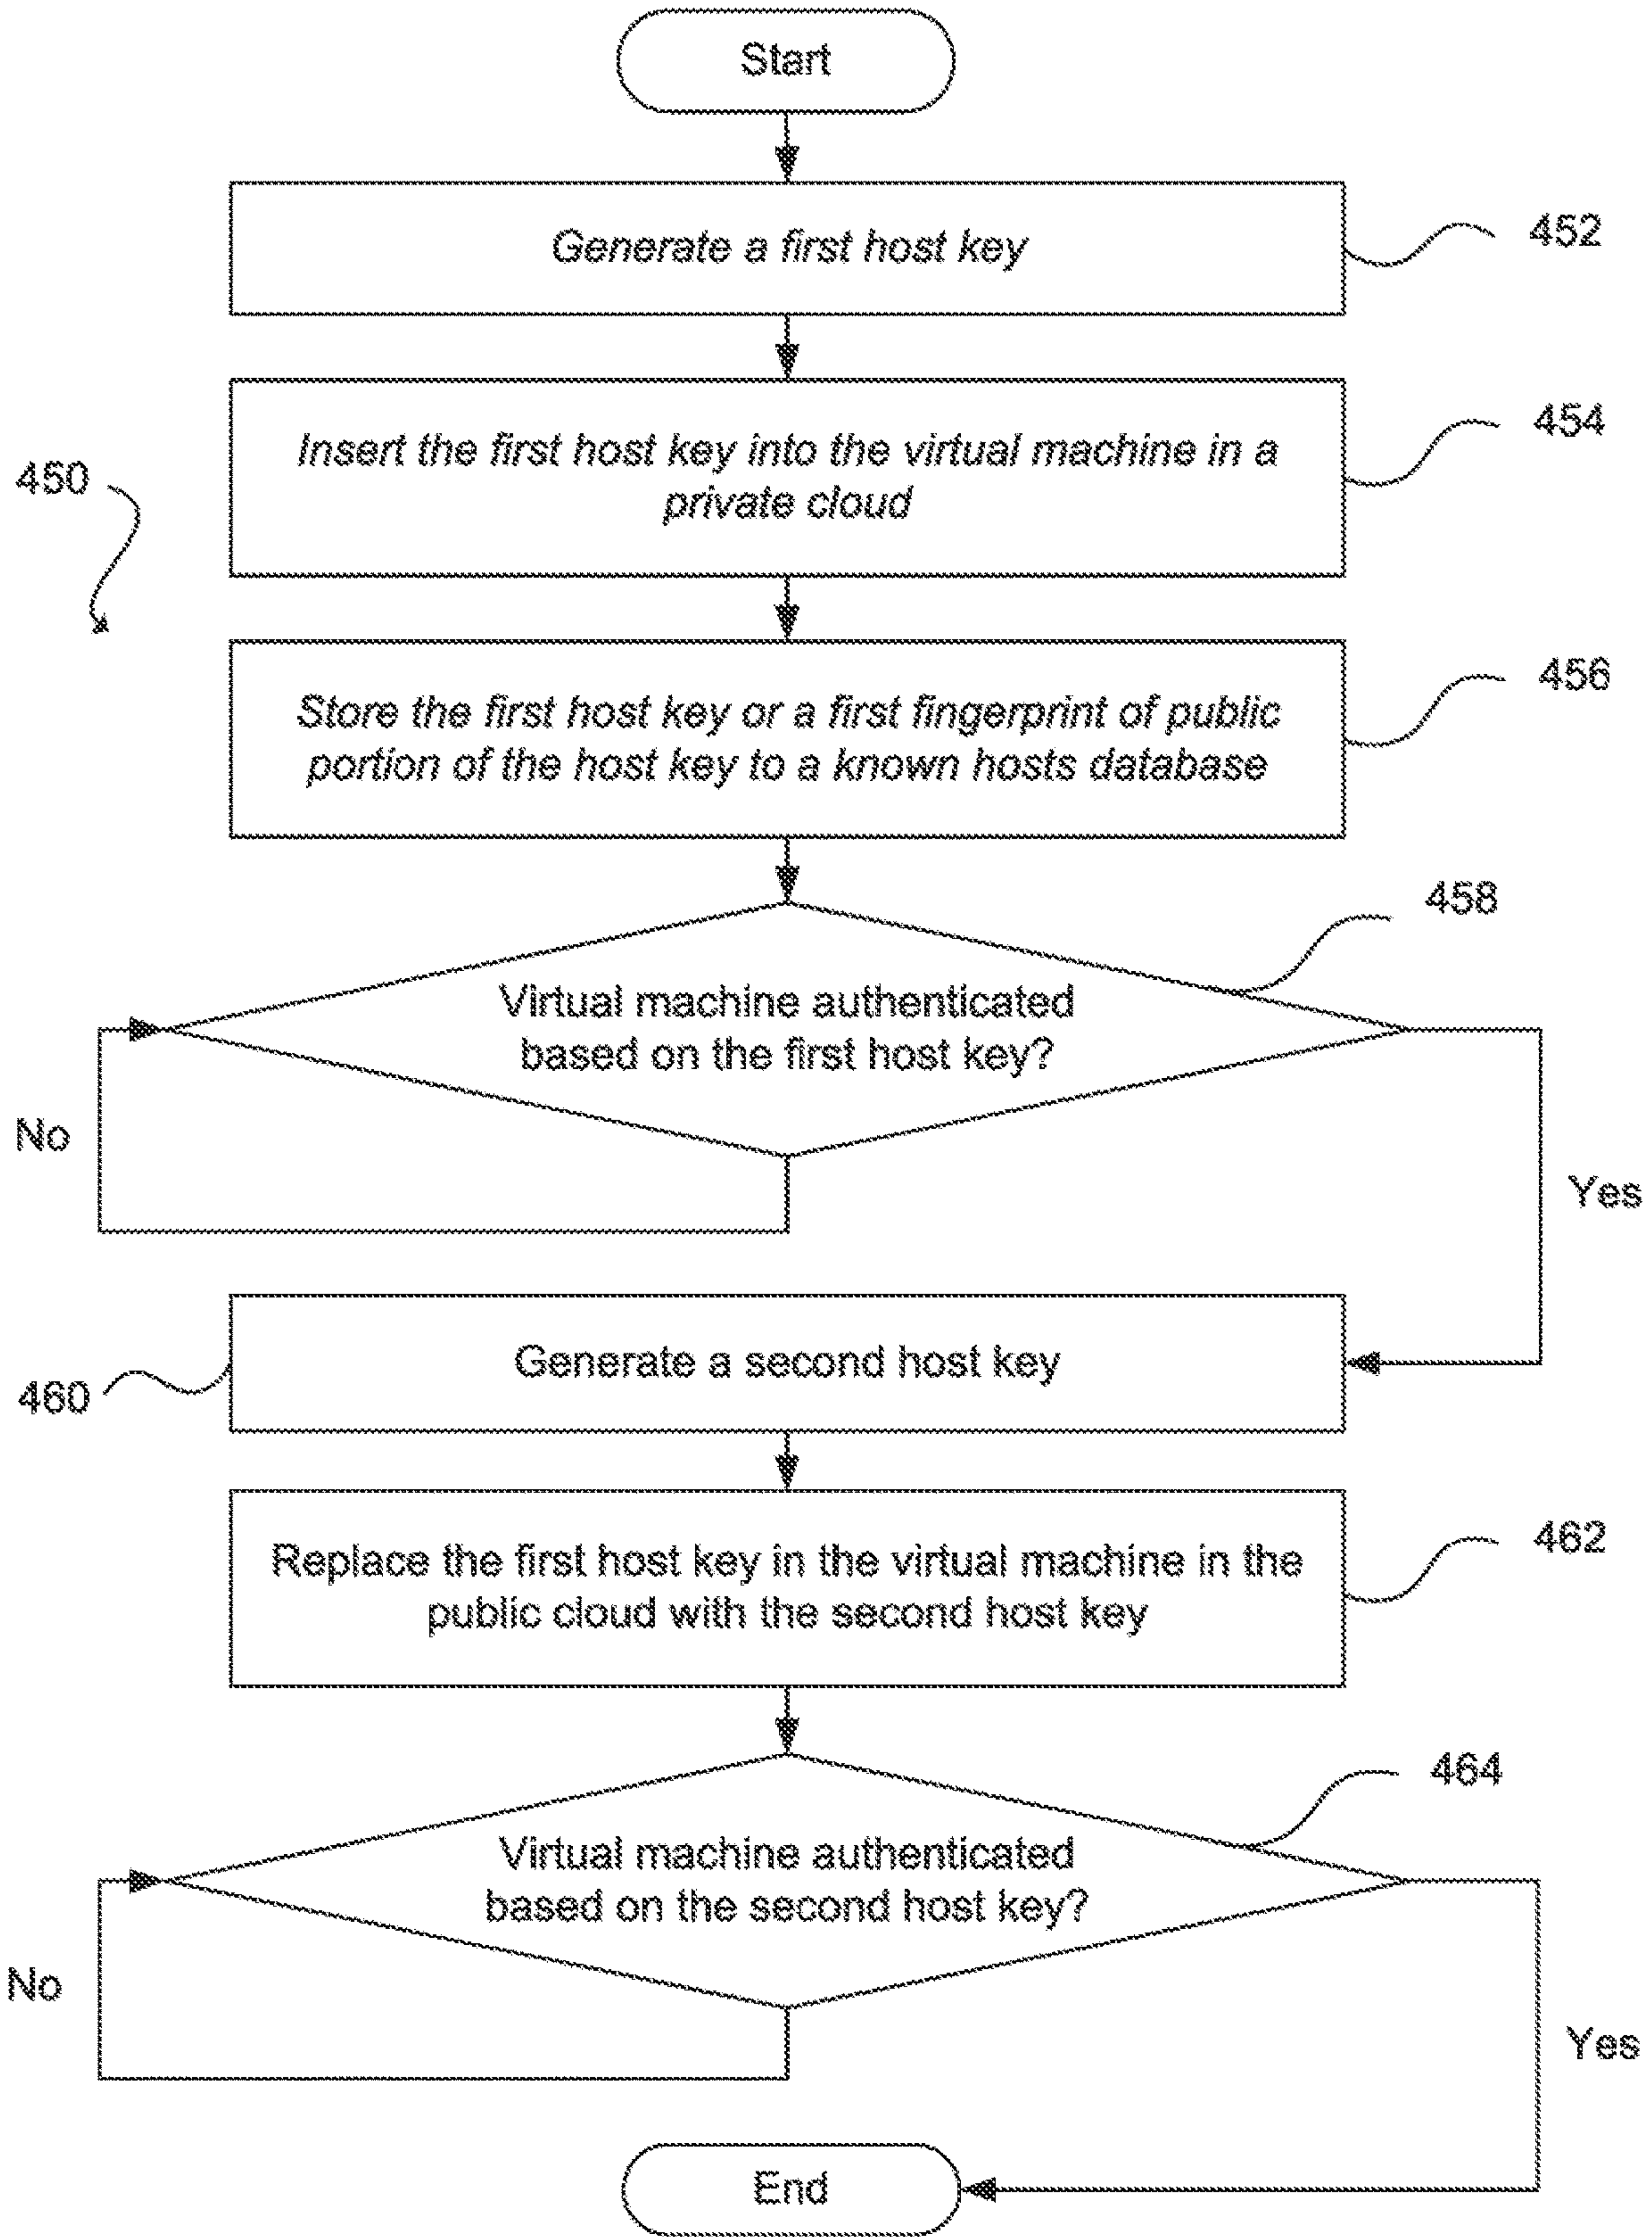 Start
Generate a first host key
452
Insert the first host key into the virtual machine in a
private cloud
454
450
Store the first host key or a first fingerprint of public
portion of the host key to a known hosts database
456
458
Virtual machine authenticated
based on the first host key?
No
Yes
Generate a second host key
460
Replace the first host key in the virtual machine in the
public cloud with the second host key
462
464
Virtual machine authenticated
based on the second host key?
No
Yes
End